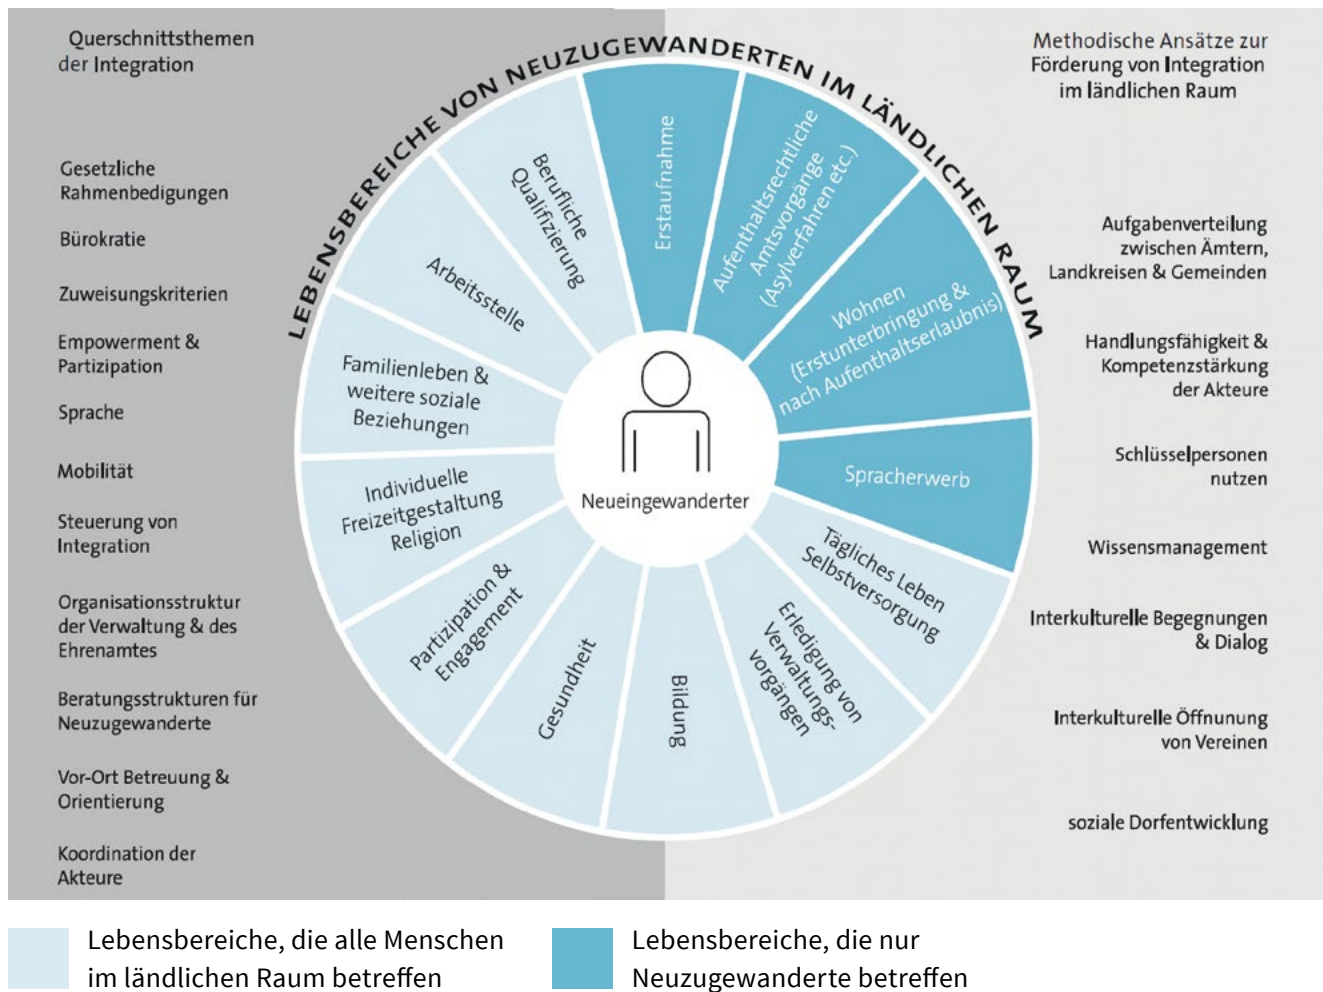 Querschnittsthemen
der Integration
Gesetzliche
Rahmenbedigungen
Bürokratie
Zuweisungskriterien
Empowerment &
Partizipation
Sprache
Mobilität
Steuerung von
Integration
Organisationsstruktur
der Verwaltung & des
Ehrenamtes
Beratungsstrukturen für
Neuzugewanderte
Vor-Ort Betreuung &
Orientierung
Koordination der
Akteure
LEBENSBEREICHE VON NEUZUGEWANDERTEN IM LÄNDLICHEN RAUM
Erstaufnahme
Aufenthaltsrechtliche
Amtsvorgänge
(Asylverfahren etc.)
Wohnen
(Erstunterbringung &
nach Aufenthaltserlaubnis)
Spracherwerb
Tägliches Leben
Selbstversorgung
Erledigung von
Verwaltungs-
vorgängen
Bildung
Gesundheit
Partizipation &
Engagement
Individuelle
Freizeitgestaltung
Religion
Familienleben &
weitere soziale
Beziehungen
Arbeitsstelle
Berufliche
Qualifizierung
Neueingewanderter
Methodische Ansätze zur
Förderung von Integration
im ländlichen Raum
Aufgabenverteilung
zwischen Ämtern,
Landkreisen & Gemeinden
Handlungsfähigkeit &
Kompetenzstärkung
der Akteure
Schlüsselpersonen
nutzen
Wissensmanagement
Interkulturelle Begegnungen
& Dialog
Interkulturelle Öffnunung
von Vereinen
soziale Dorfentwicklung
Lebensbereiche, die alle Menschen
im ländlichen Raum betreffen
Lebensbereiche, die nur
Neuzugewanderte betreffen